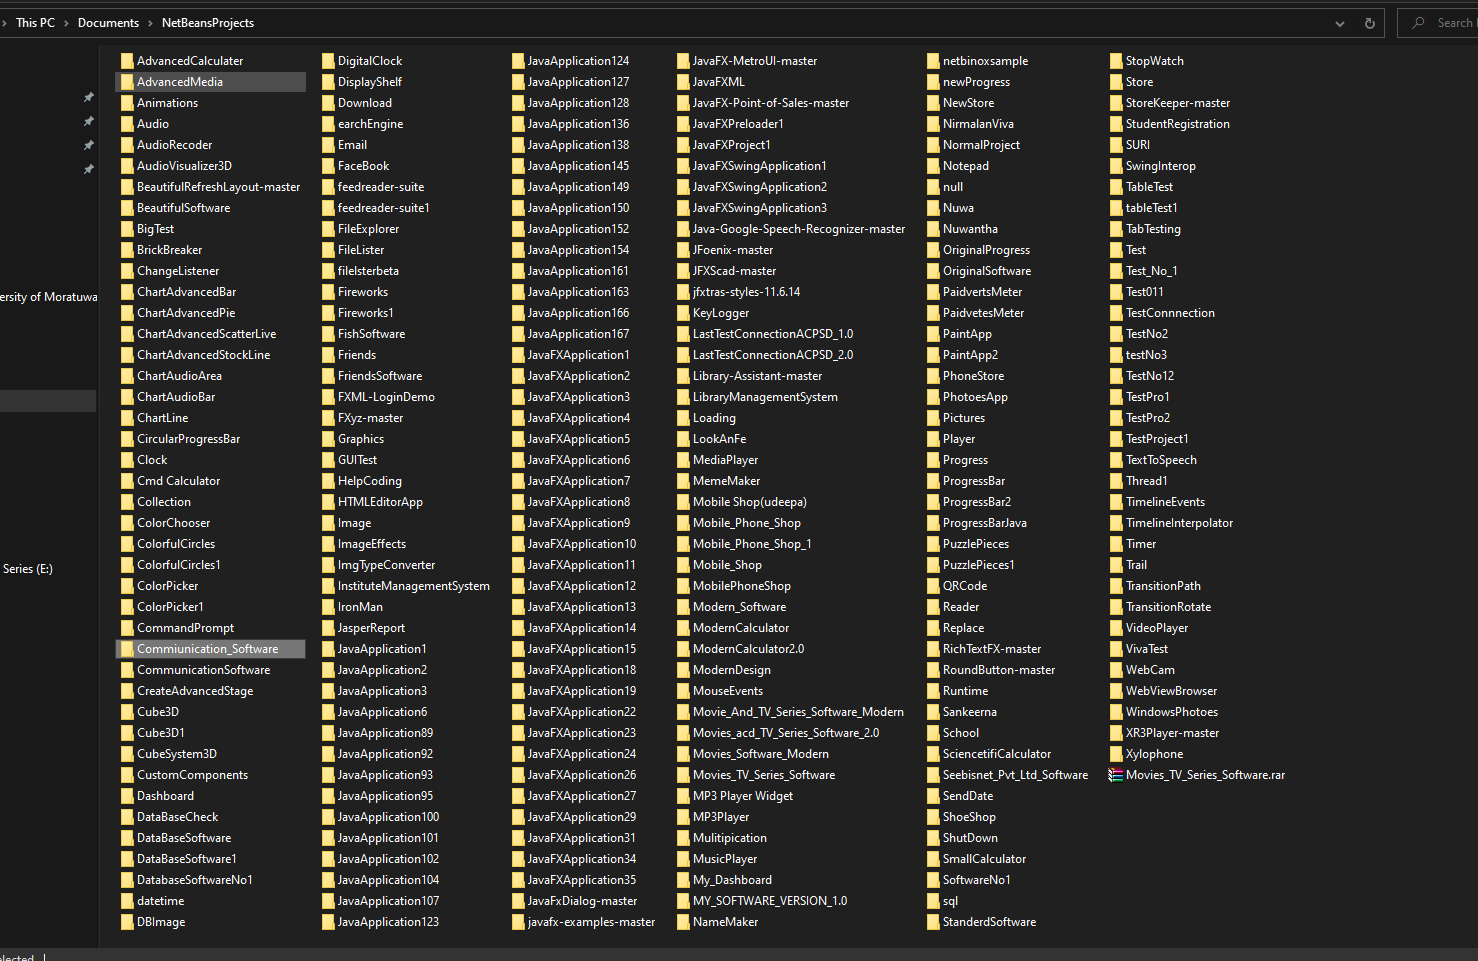 This PC > Documents > NetBeansProjects
Search
ersity of Moratuwa
Series (E:)
AdvancedCalculater
AdvancedMedia
Animations
Audio
AudioRecoder
AudioVisualizer3D
BeautifulRefreshLayout-master
BeautifulSoftware
BigTest
BrickBreaker
ChangeListener
ChartAdvancedBar
ChartAdvancedPie
ChartAdvancedScatterLive
ChartAdvancedStockLine
ChartAudioArea
ChartAudioBar
ChartLine
CircularProgressBar
Clock
Cmd Calculator
Collection
ColorChooser
ColorfulCircles
ColorfulCircles1
ColorPicker
ColorPicker1
CommandPrompt
Commiunication_Software
CommunicationSoftware
CreateAdvancedStage
Cube3D
Cube3D1
CubeSystem3D
CustomComponents
Dashboard
DataBaseCheck
DataBaseSoftware
DataBaseSoftware1
DatabaseSoftwareNo1
datetime
DBImage
DigitalClock
DisplayShelf
Download
earchEngine
Email
FaceBook
feedreader-suite
feedreader-suite1
FileExplorer
FileLister
filelsterbeta
Fireworks
Fireworks1
FishSoftware
Friends
FriendsSoftware
FXML-LoginDemo
FXyz-master
Graphics
GUITest
HelpCoding
HTMLEditorApp
Image
ImageEffects
ImgTypeConverter
InstituteManagementSystem
IronMan
JasperReport
JavaApplication1
JavaApplication2
JavaApplication3
JavaApplication6
JavaApplication89
JavaApplication92
JavaApplication93
JavaApplication95
JavaApplication100
JavaApplication101
JavaApplication102
JavaApplication104
JavaApplication107
JavaApplication123
JavaApplication124
JavaApplication127
JavaApplication128
JavaApplication136
JavaApplication138
JavaApplication145
JavaApplication149
JavaApplication150
JavaApplication152
JavaApplication154
JavaApplication161
JavaApplication163
JavaApplication166
JavaApplication167
JavaFXApplication1
JavaFXApplication2
JavaFXApplication3
JavaFXApplication4
JavaFXApplication5
JavaFXApplication6
JavaFXApplication7
JavaFXApplication8
JavaFXApplication9
JavaFXApplication10
JavaFXApplication11
JavaFXApplication12
JavaFXApplication13
JavaFXApplication14
JavaFXApplication15
JavaFXApplication18
JavaFXApplication19
JavaFXApplication22
JavaFXApplication23
JavaFXApplication24
JavaFXApplication26
JavaFXApplication27
JavaFXApplication29
JavaFXApplication31
JavaFXApplication34
JavaFXApplication35
JavaFxDialog-master
javafx-examples-master
JavaFX-MetroUI-master
JavaFXML
JavaFX-Point-of-Sales-master
JavaFXPreloader1
JavaFXProject1
JavaFXSwingApplication1
JavaFXSwingApplication2
JavaFXSwingApplication3
Java-Google-Speech-Recognizer-master
JFoenix-master
JFXScad-master
jfxtras-styles-11.6.14
KeyLogger
LastTestConnectionACPSD_1.0
LastTestConnectionACPSD_2.0
Library-Assistant-master
LibraryManagementSystem
Loading
LookAnFe
MediaPlayer
MemeMaker
Mobile Shop(udeepa)
Mobile_Phone_Shop
Mobile_Phone_Shop_1
Mobile_Shop
MobilePhoneShop
Modern_Software
ModernCalculator
ModernCalculator2.0
ModernDesign
MouseEvents
Movie_And_TV_Series_Software_Modern
Movies_acd_TV_Series_Software_2.0
Movies_Software_Modern
Movies_TV_Series_Software
MP3 Player Widget
MP3Player
Mulitipication
MusicPlayer
My_Dashboard
MY_SOFTWARE_VERSION_1.0
NameMaker
netbinoxsample
newProgress
NewStore
NirmalanViva
NormalProject
Notepad
null
Nuwa
Nuwantha
OriginalProgress
OriginalSoftware
PaidvertsMeter
PaidvetesMeter
PaintApp
PaintApp2
PhoneStore
PhotoesApp
Pictures
Player
Progress
ProgressBar
ProgressBar2
ProgressBarJava
PuzzlePieces
PuzzlePieces1
QRCode
Reader
Replace
RichTextFX-master
RoundButton-master
Runtime
Sankeerna
School
SciencetifiCalculator
Seebisnet_Pvt_Ltd_Software
SendDate
ShoeShop
ShutDown
SmallCalculator
SoftwareNo1
sql
StanderdSoftware
StopWatch
Store
StoreKeeper-master
StudentRegistration
SURI
SwingInterop
TableTest
tableTest1
TabTesting
Test
Test_No_1
Test011
TestConnnection
TestNo2
testNo3
TestNo12
TestPro1
TestPro2
TestProject1
TextToSpeech
Thread1
TimelineEvents
TimelineInterpolator
Timer
Trail
TransitionPath
TransitionRotate
VideoPlayer
VivaTest
WebCam
WebViewBrowser
WindowsPhotoes
XR3Player-master
Xylophone
Movies_TV_Series_Software.rar